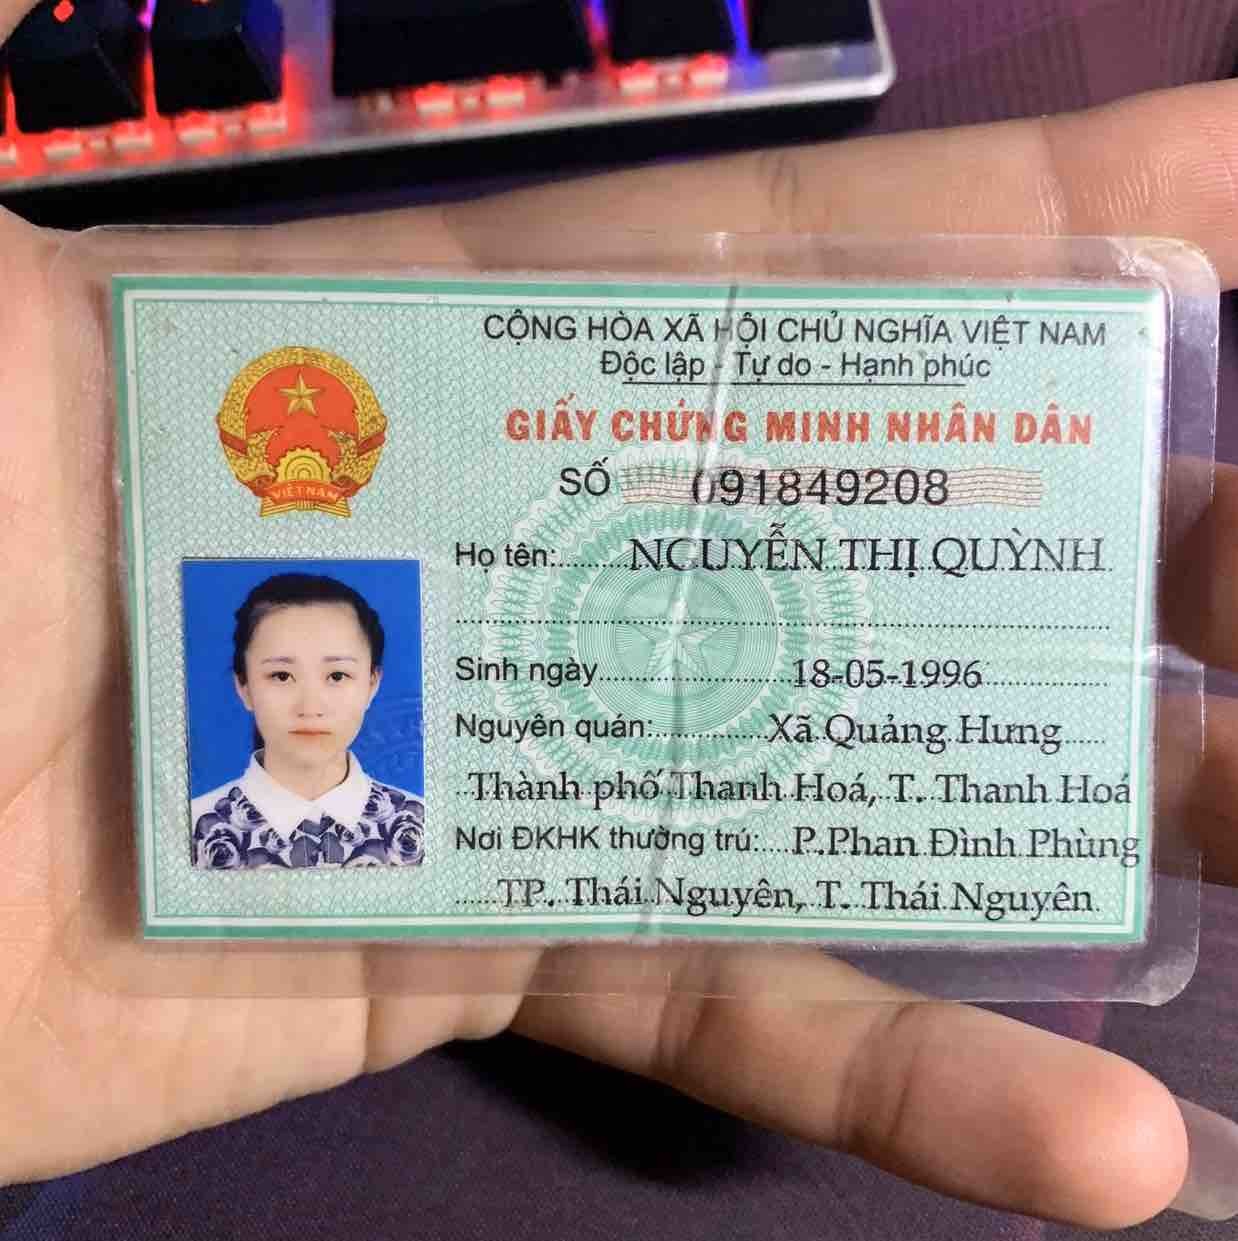 CỘNG HÒA XÃ HỘI CHỦ NGHĨA VIỆT NAM
Độc lập - Tự do - Hạnh phúc
GIẤY CHỨNG MINH NHÂN DÂN
SỐ 091849208
VIỆT NAM
Họ tên: NGUYỄN THỊ QUỲNH
Sinh ngày 18-05-1996
Nguyên quán: Xã Quảng Hưng
Thành phố Thanh Hoá, T. Thanh Hoá
Nơi ĐKHK thường trú: P.Phan Đình Phùng
TP. Thái Nguyên, T. Thái Nguyên